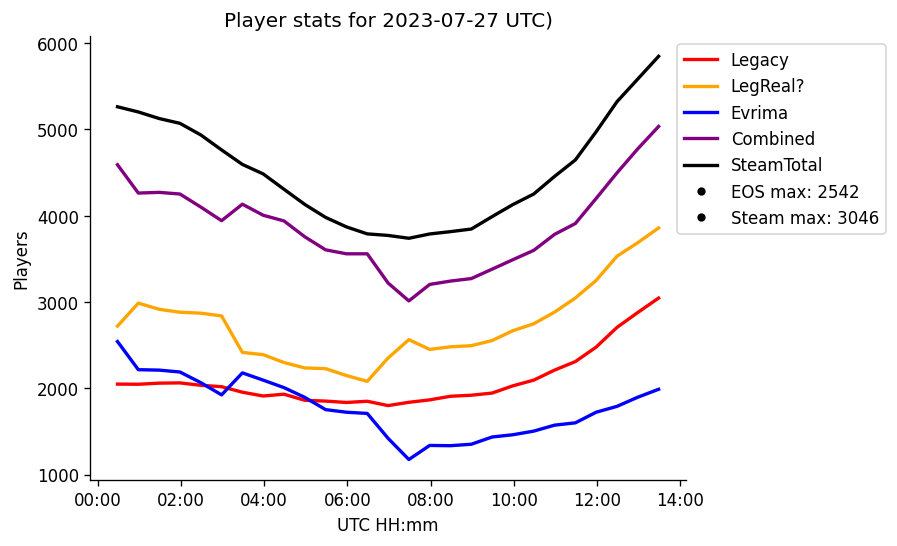 Player stats for 2023-07-27 UTC)
6000
5000
4000
3000
2000
1000
Players
00:00 02:00 04:00 06:00 08:00 10:00 12:00 14:00
UTC HH:mm
Legacy
LegReal?
Evrima
Combined
SteamTotal
EOS max: 2542
Steam max: 3046